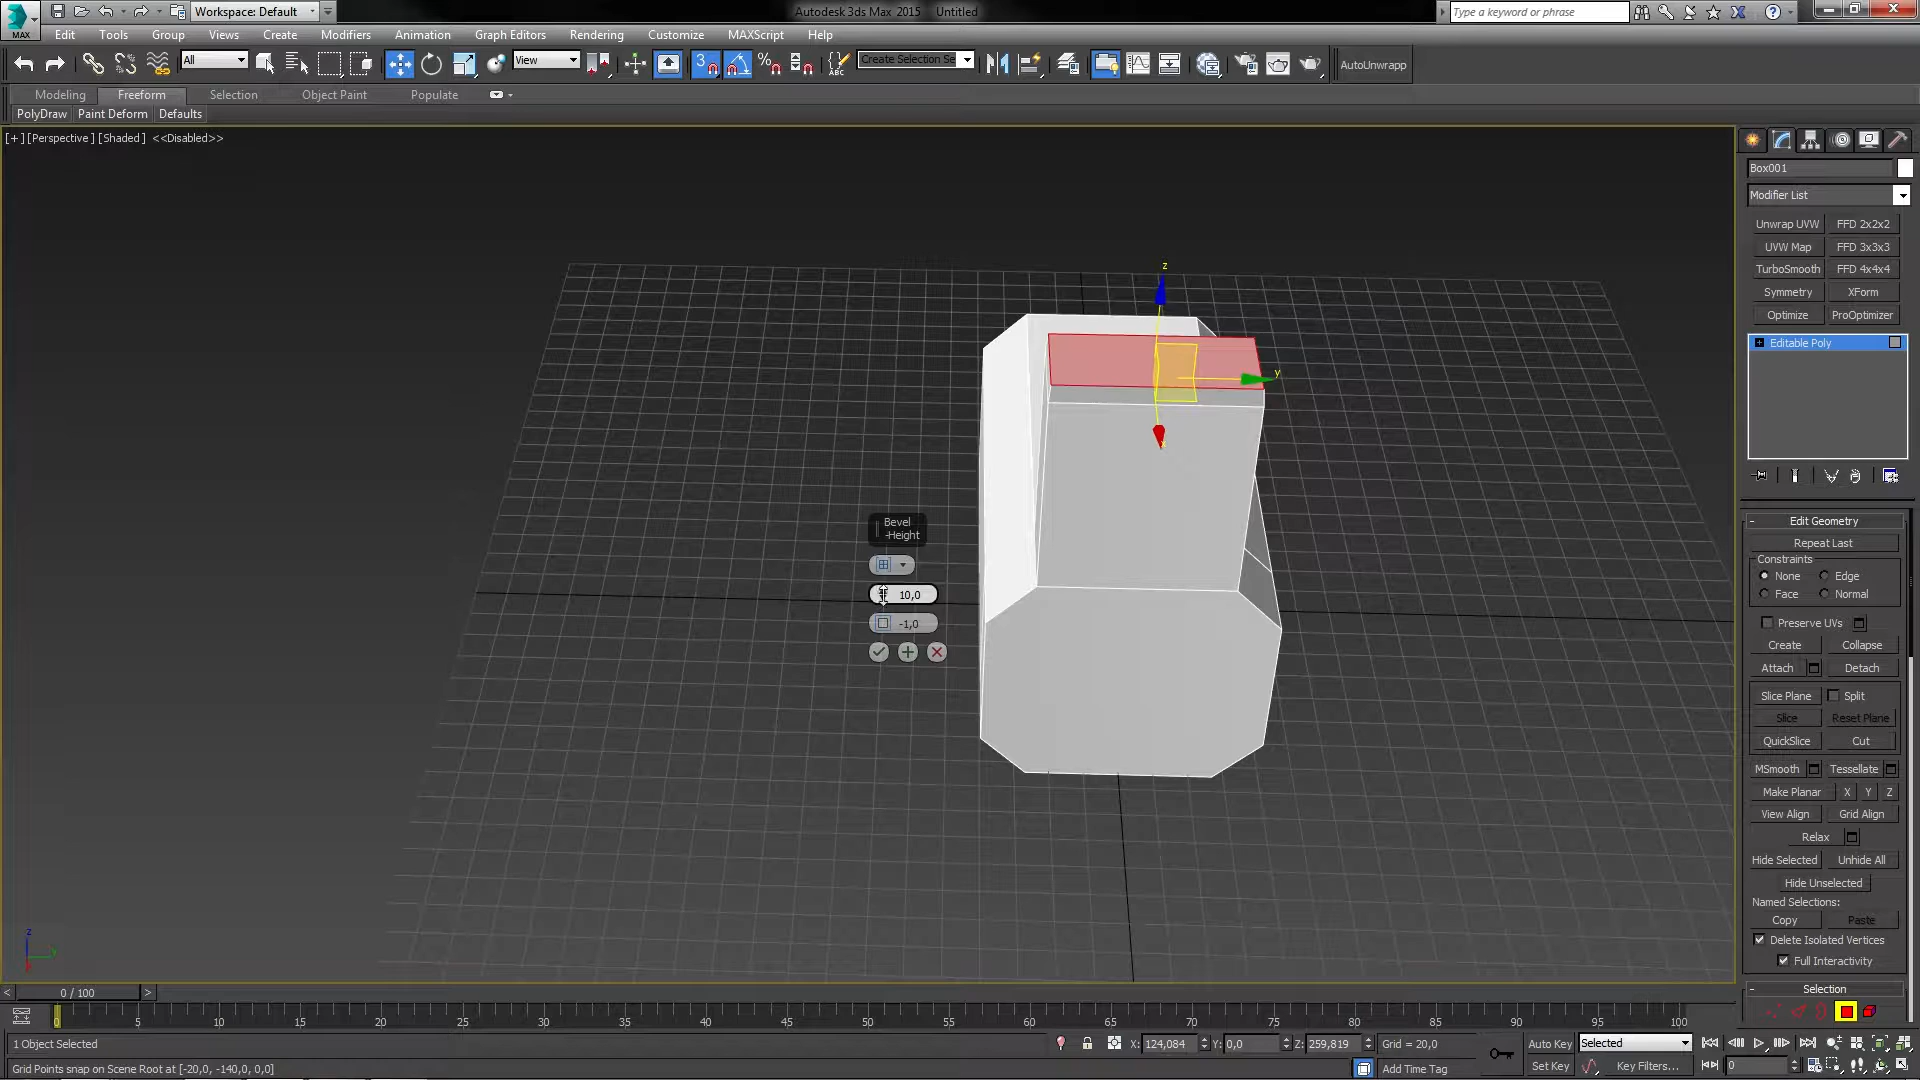 Workspace: Default
Autodesk 3ds Max 2015 Untitled
Type a keyword or phrase
MAX
Edit Tools Group Views Create Modifiers Animation Graph Editors Rendering Customize MAXScript Help
All
View
3
%
ABC
Create Selection Se
AutoUnwrapp
Modeling Freeform Selection Object Paint Populate
PolyDraw Paint Deform Defaults
[+] [Perspective] [Shaded] <<Disabled>>
z
y
x
Bevel
-Height
10,0
-1,0
z
y
x
Box001
Modifier List
Unwrap UVW FFD 2x2x2
UVW Map FFD 3x3x3
TurboSmooth FFD 4x4x4
Symmetry XForm
Optimize ProOptimizer
Editable Poly
- Edit Geometry
Repeat Last
Constraints
None Edge
Face Normal
Preserve UVs
Create Collapse
Attach Detach
Slice Plane Split
Slice Reset Plane
QuickSlice Cut
MSmooth Tessellate
Make Planar X Y Z
View Align Grid Align
Relax
Hide Selected Unhide All
Hide Unselected
Named Selections:
Copy Paste
Delete Isolated Vertices
Full Interactivity
- Selection
< 0 / 100 >
0 5 10 15 20 25 30 35 40 45 50 55 60 65 70 75 80 85 90 95 100
1 Object Selected X: 124,084 Y: 0,0 Z: 259,819 Grid = 20,0 Auto Key Selected
Grid Points snap on Scene Root at [-20,0, -140,0, 0,0] Add Time Tag Set Key Key Filters... 0